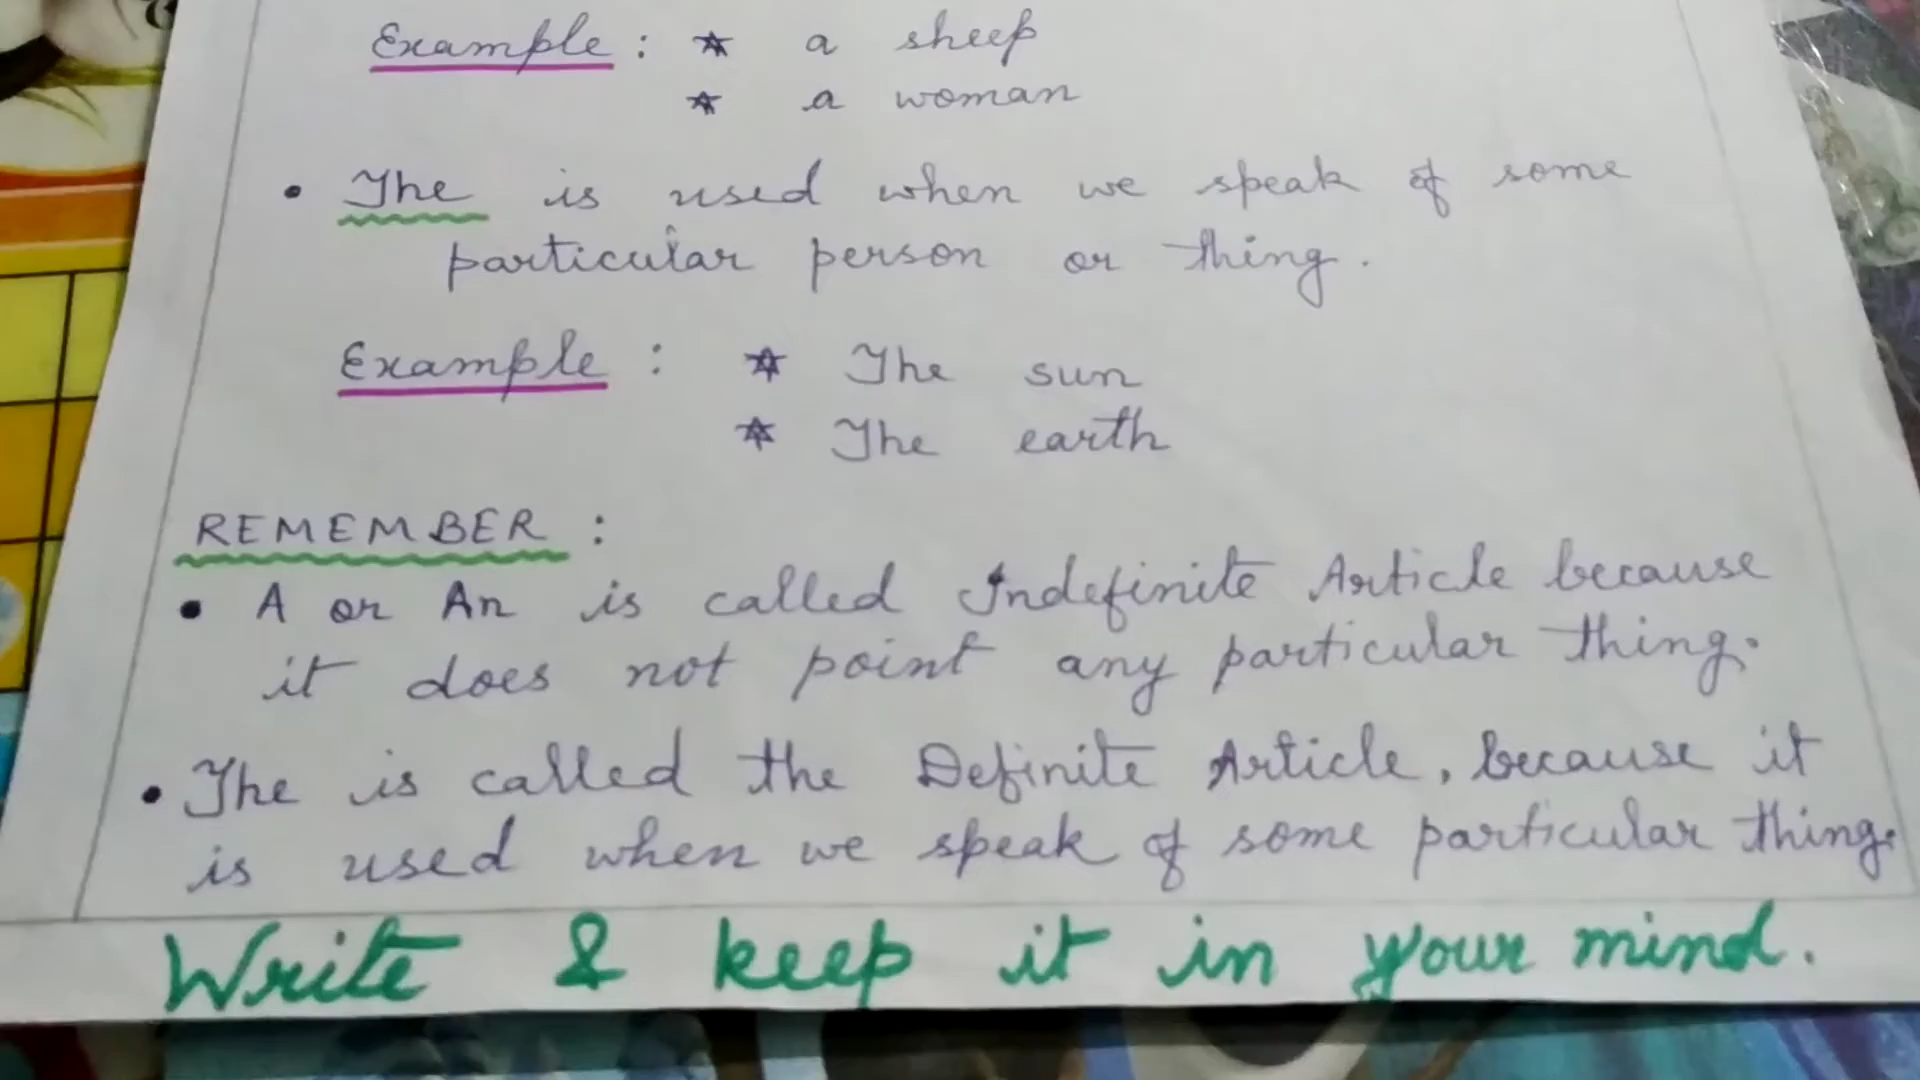 Example : * a sheep
* a woman
• The is used when we speak of some
particular person or thing.
Example : * The sun
* The earth
REMEMBER :
• A or An is called Indefinite Article because
it does not point any particular thing.
• The is called the Definite Article, because it
is used when we speak of some particular thing.
Write & keep it in your mind.